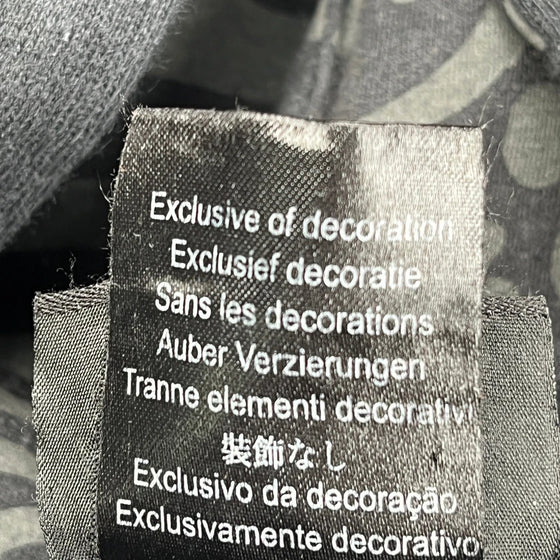 Exclusive of decoration
Exclusief decoratie
Sans les decorations
Auber Verzierungen
Tranne elementi decorativi
裝飾なし
Exclusivo da decoração
Exclusivamente decorativo